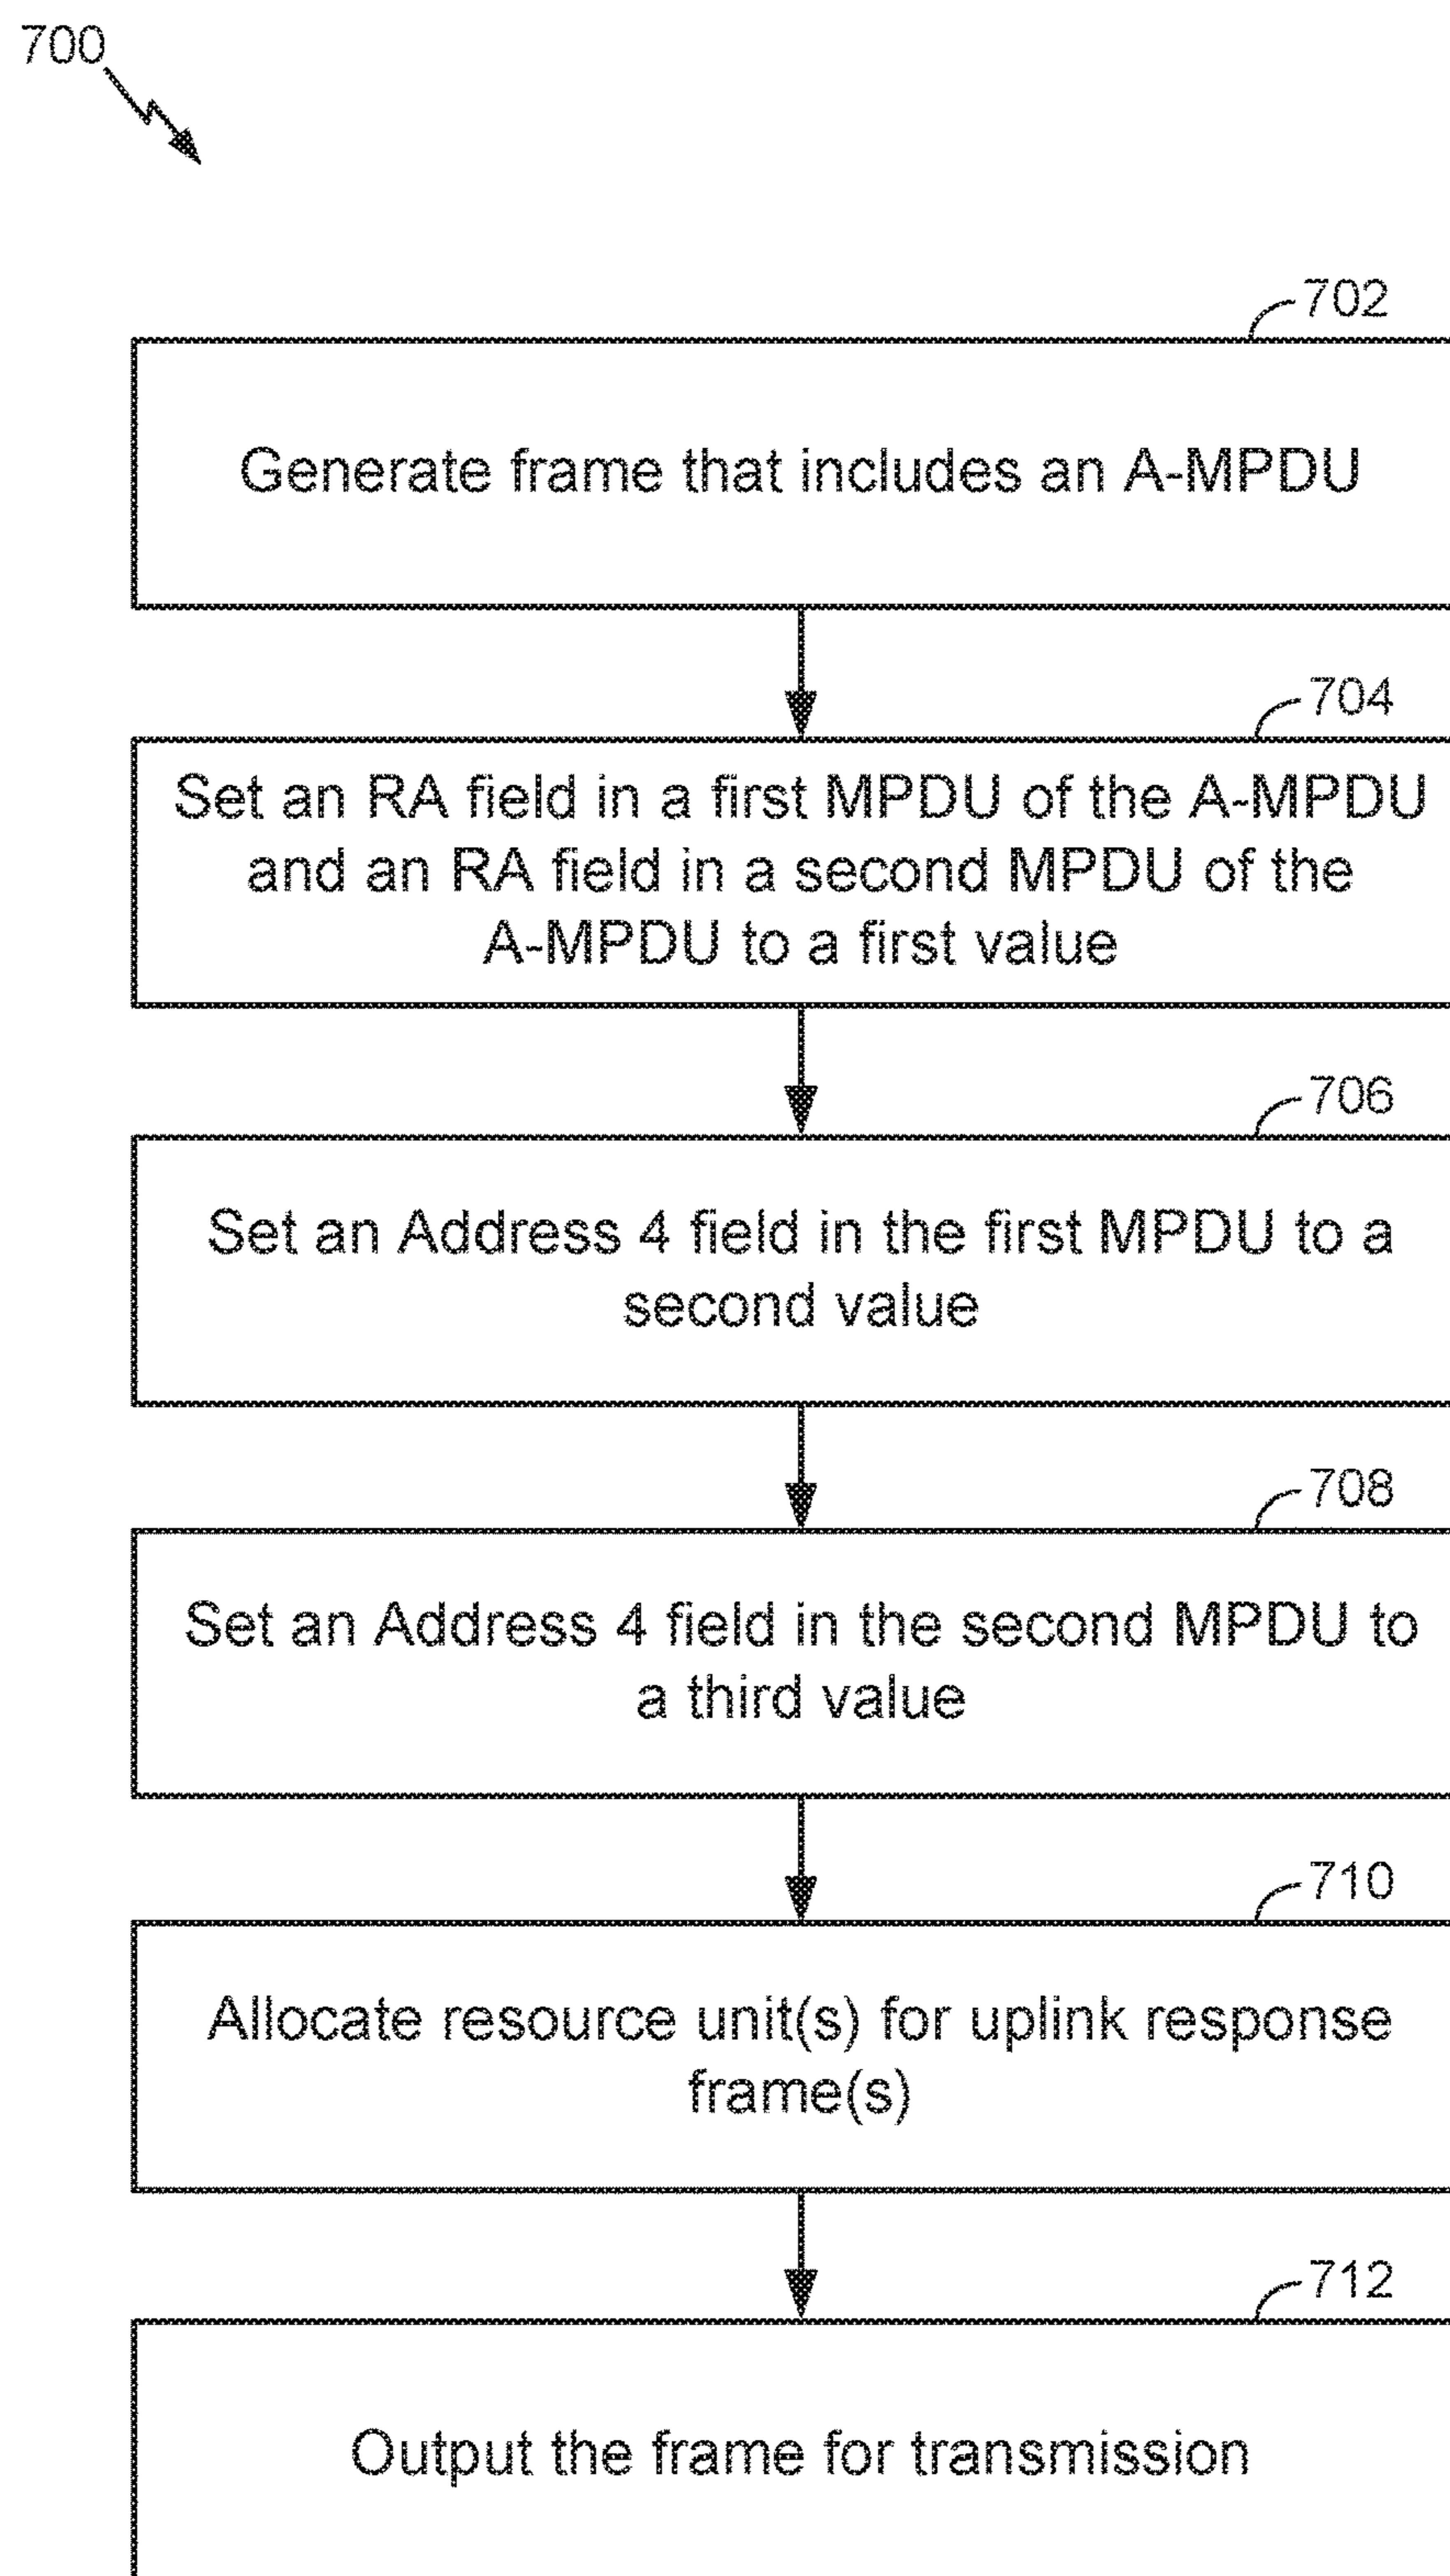 700
702
Generate frame that includes an A-MPDU
704
Set an RA field in a first MPDU of the A-MPDU
and an RA field in a second MPDU of the
A-MPDU to a first value
706
Set an Address 4 field in the first MPDU to a
second value
708
Set an Address 4 field in the second MPDU to
a third value
710
Allocate resource unit(s) for uplink response
frame(s)
712
Output the frame for transmission